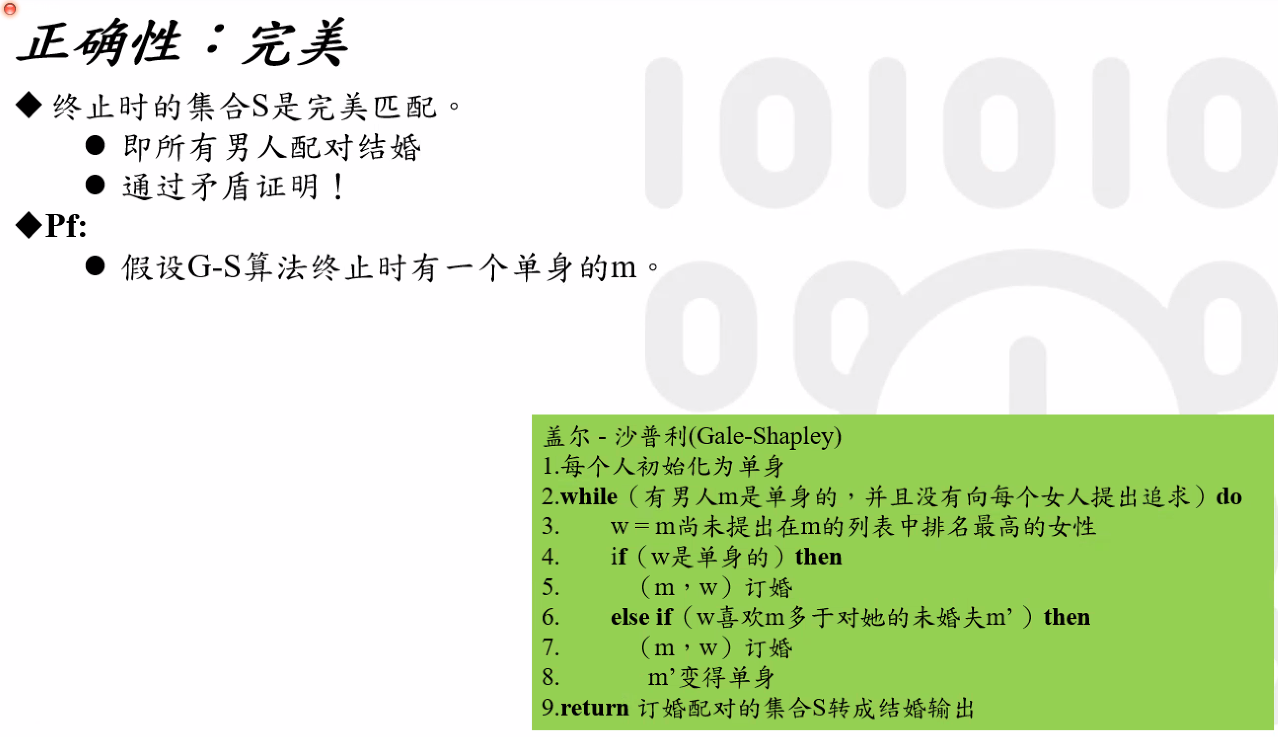 正确性：完美
◆ 终止时的集合S是完美匹配。
● 即所有男人配对结婚
● 通过矛盾证明！
◆Pf:
● 假设G-S算法终止时有一个单身的m。
盖尔 - 沙普利(Gale-Shapley)
1.每个人初始化为单身
2.while（有男人m是单身的，并且没有向每个女人提出追求）do
3. w＝m尚未提出在m的列表中排名最高的女性
4. if（w是单身的）then
5. （m，w）订婚
6. else if（w喜欢m多于对她的未婚夫m’ ）then
7. （m，w）订婚
8. m’变得单身
9.return 订婚配对的集合S转成结婚输出